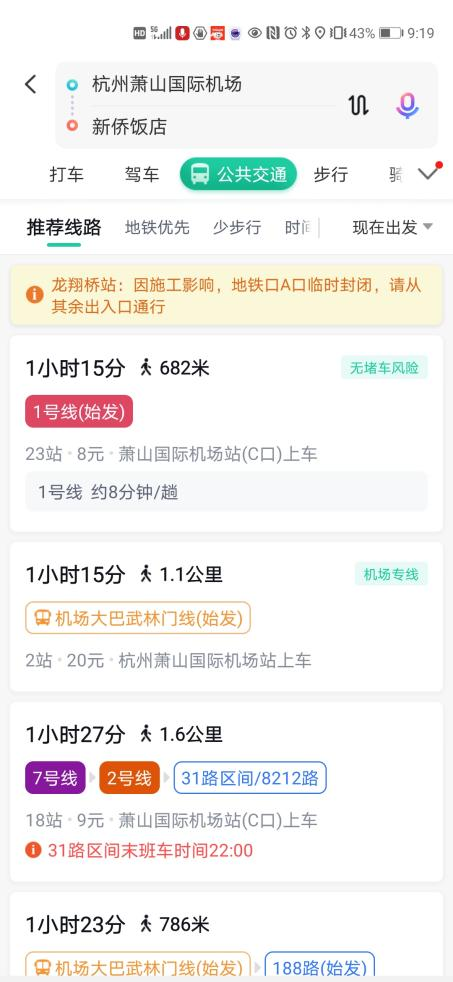 HD 5G 43% 9:19
杭州萧山国际机场
新侨饭店
打车 驾车 公共交通 步行 骑
推荐线路 地铁优先 少步行 时间 现在出发
龙翔桥站：因施工影响，地铁口A口临时封闭，请从
其余出入口通行
1小时15分 682米 无堵车风险
1号线(始发)
23站·8元·萧山国际机场站(C口)上车
1号线 约8分钟/趟
1小时15分 1.1公里 机场专线
机场大巴武林门线(始发)
2站·20元·杭州萧山国际机场站上车
1小时27分 1.6公里
7号线 2号线 31路区间/8212路
18站·9元·萧山国际机场站(C口)上车
31路区间末班车时间22:00
1小时23分 786米
机场大巴武林门线(始发) 188路(始发)